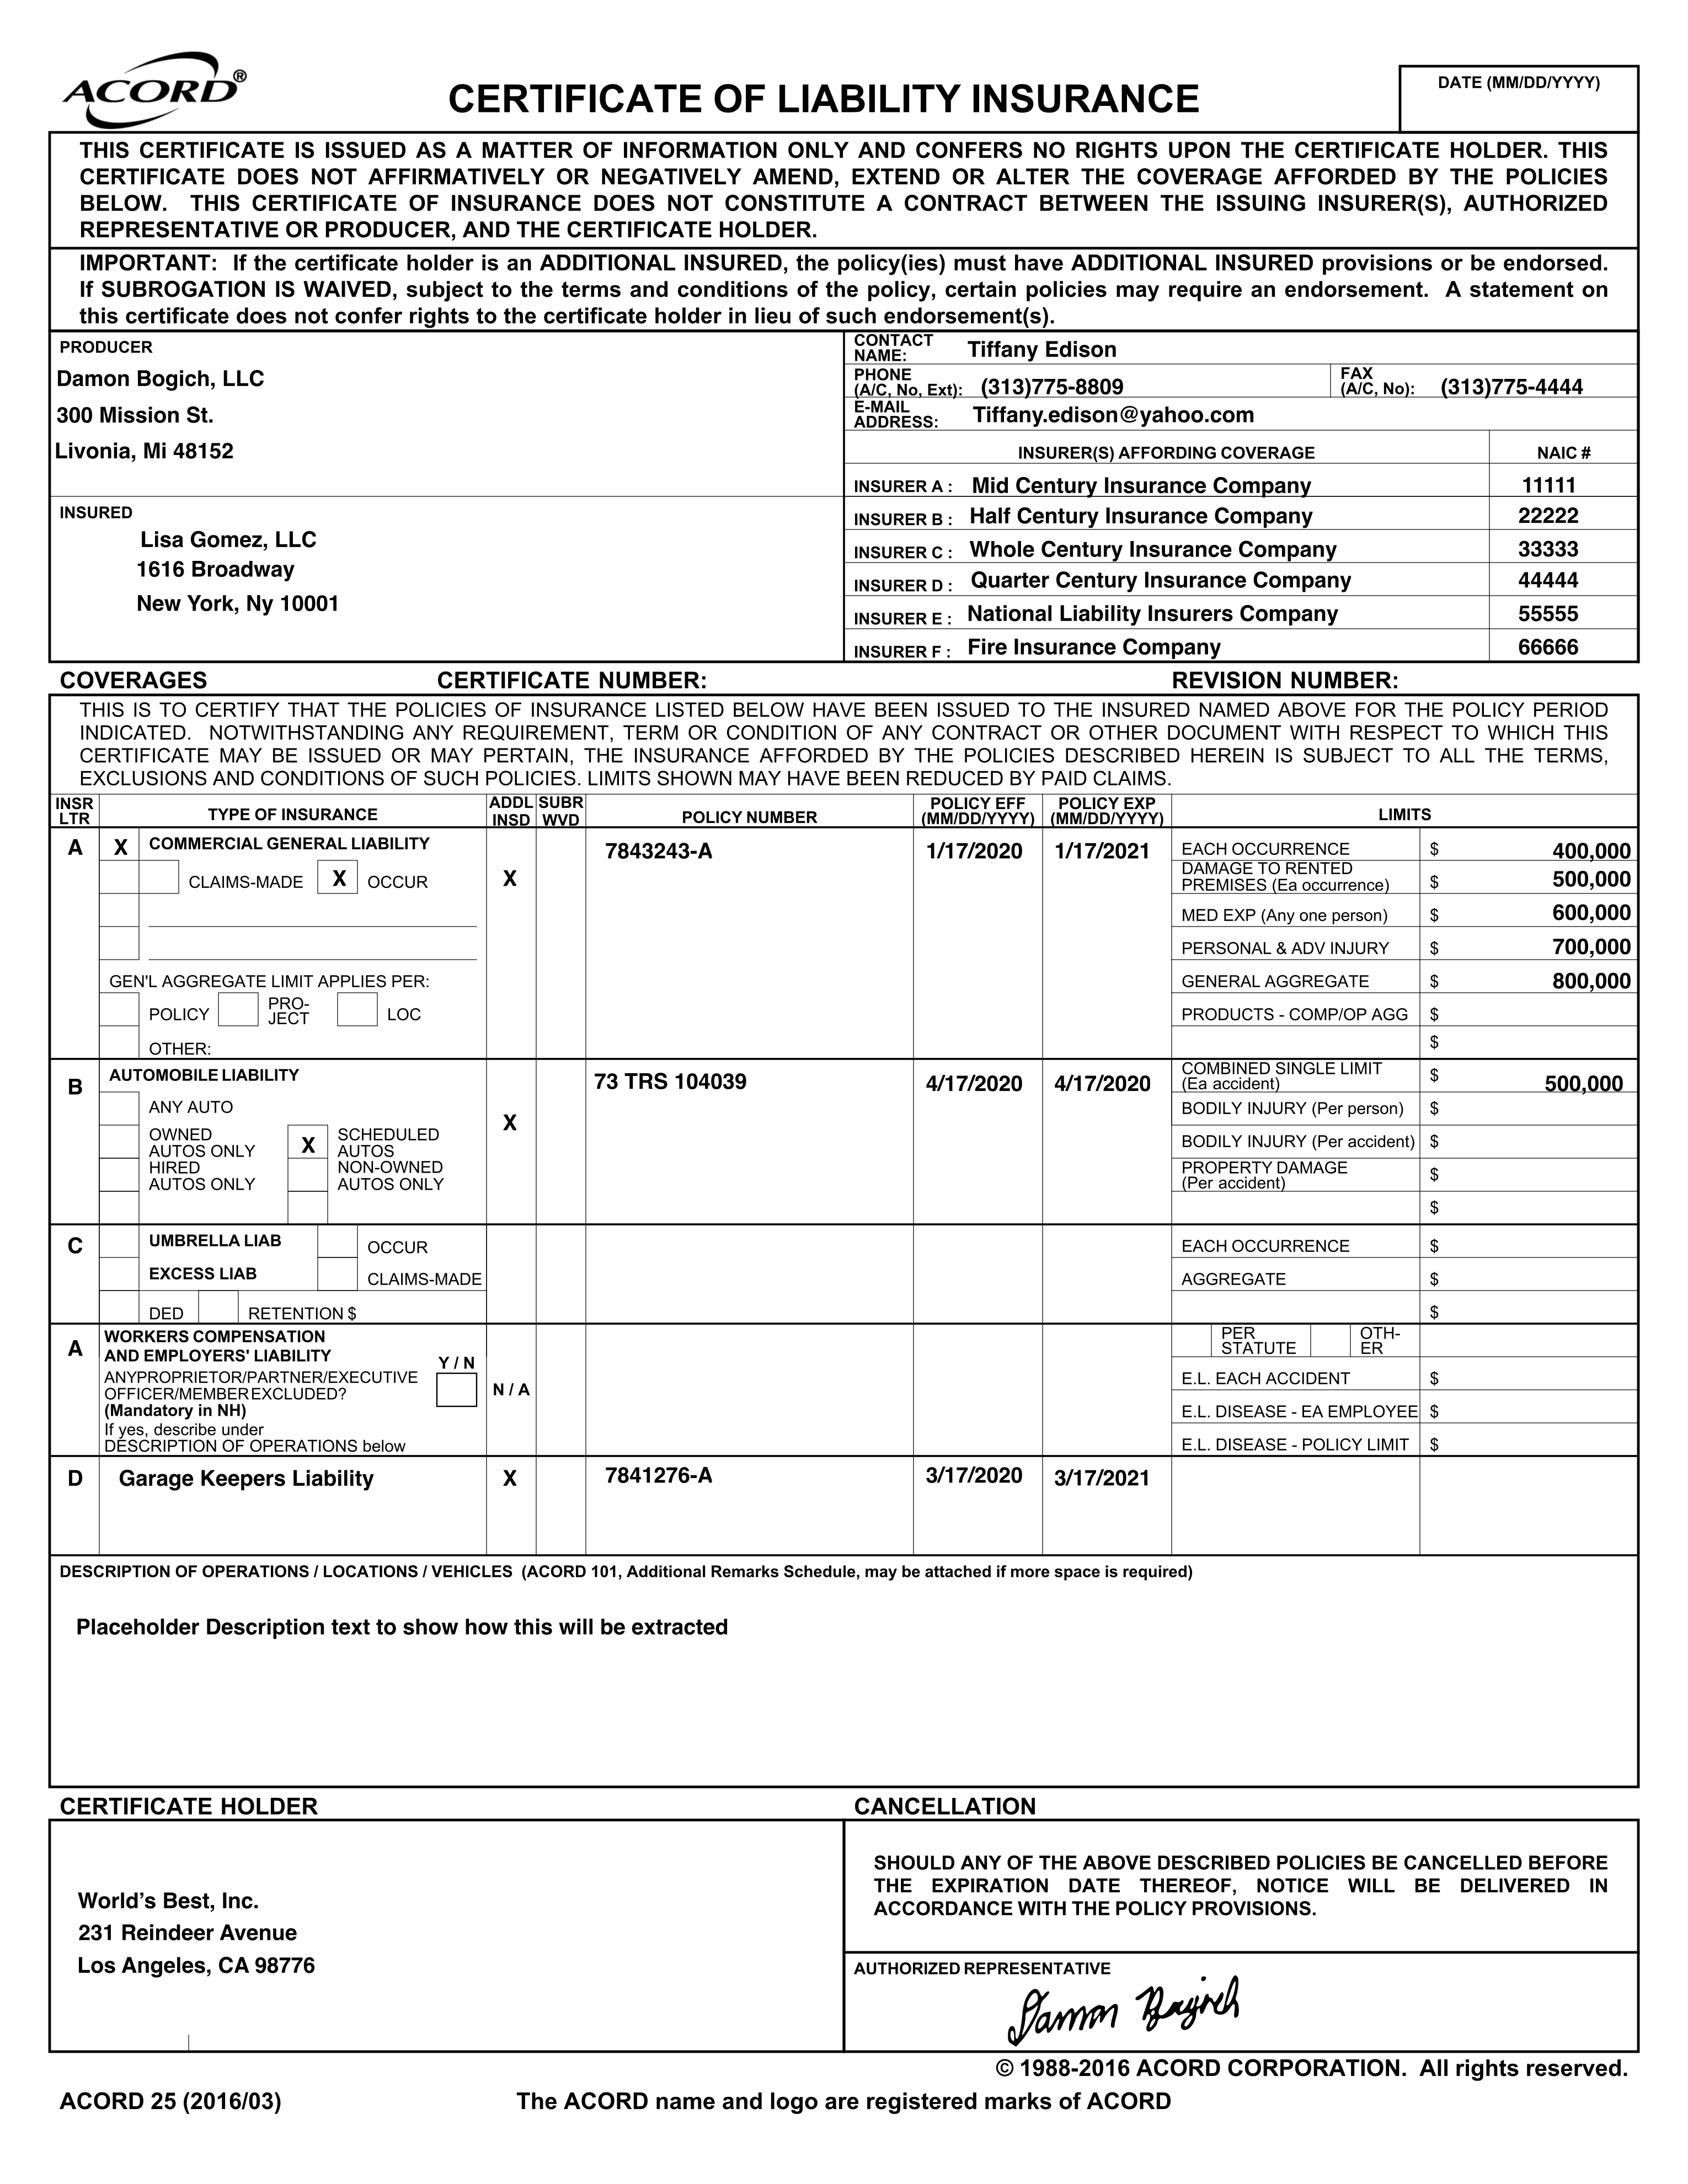 ACORD®
CERTIFICATE OF LIABILITY INSURANCE
DATE (MM/DD/YYYY)
THIS CERTIFICATE IS ISSUED AS A MATTER OF INFORMATION ONLY AND CONFERS NO RIGHTS UPON THE CERTIFICATE HOLDER. THIS
CERTIFICATE DOES NOT AFFIRMATIVELY OR NEGATIVELY AMEND, EXTEND OR ALTER THE COVERAGE AFFORDED BY THE POLICIES
BELOW. THIS CERTIFICATE OF INSURANCE DOES NOT CONSTITUTE A CONTRACT BETWEEN THE ISSUING INSURER(S), AUTHORIZED
REPRESENTATIVE OR PRODUCER, AND THE CERTIFICATE HOLDER.
IMPORTANT: If the certificate holder is an ADDITIONAL INSURED, the policy(ies) must have ADDITIONAL INSURED provisions or be endorsed.
If SUBROGATION IS WAIVED, subject to the terms and conditions of the policy, certain policies may require an endorsement. A statement on
this certificate does not confer rights to the certificate holder in lieu of such endorsement(s).
PRODUCER
Damon Bogich, LLC
300 Mission St.
Livonia, Mi 48152
CONTACT
NAME: Tiffany Edison
PHONE
(A/C, No, Ext): (313)775-8809
FAX
(A/C, No): (313)775-4444
E-MAIL
ADDRESS: Tiffany.edison@yahoo.com
INSURER(S) AFFORDING COVERAGE NAIC #
INSURER A : Mid Century Insurance Company 11111
INSURED
Lisa Gomez, LLC
1616 Broadway
New York, Ny 10001
INSURER B : Half Century Insurance Company 22222
INSURER C : Whole Century Insurance Company 33333
INSURER D : Quarter Century Insurance Company 44444
INSURER E : National Liability Insurers Company 55555
INSURER F : Fire Insurance Company 66666
COVERAGES CERTIFICATE NUMBER: REVISION NUMBER:
THIS IS TO CERTIFY THAT THE POLICIES OF INSURANCE LISTED BELOW HAVE BEEN ISSUED TO THE INSURED NAMED ABOVE FOR THE POLICY PERIOD
INDICATED. NOTWITHSTANDING ANY REQUIREMENT, TERM OR CONDITION OF ANY CONTRACT OR OTHER DOCUMENT WITH RESPECT TO WHICH THIS
CERTIFICATE MAY BE ISSUED OR MAY PERTAIN, THE INSURANCE AFFORDED BY THE POLICIES DESCRIBED HEREIN IS SUBJECT TO ALL THE TERMS,
EXCLUSIONS AND CONDITIONS OF SUCH POLICIES. LIMITS SHOWN MAY HAVE BEEN REDUCED BY PAID CLAIMS.
INSR
LTR
TYPE OF INSURANCE
ADDL
INSD
SUBR
WVD
POLICY NUMBER
POLICY EFF
(MM/DD/YYYY)
POLICY EXP
(MM/DD/YYYY)
LIMITS
A X COMMERCIAL GENERAL LIABILITY
CLAIMS-MADE X OCCUR
X
7843243-A 1/17/2020 1/17/2021
GEN'L AGGREGATE LIMIT APPLIES PER:
POLICY
PRO-
JECT
LOC
OTHER:
EACH OCCURRENCE $ 400,000
DAMAGE TO RENTED
PREMISES (Ea occurrence) $ 500,000
MED EXP (Any one person) $ 600,000
PERSONAL & ADV INJURY $ 700,000
GENERAL AGGREGATE $ 800,000
PRODUCTS - COMP/OP AGG $
$
B AUTOMOBILE LIABILITY
ANY AUTO
OWNED
AUTOS ONLY
X SCHEDULED
AUTOS
HIRED
AUTOS ONLY
NON-OWNED
AUTOS ONLY
X
73 TRS 104039 4/17/2020 4/17/2020
COMBINED SINGLE LIMIT
(Ea accident) $ 500,000
BODILY INJURY (Per person) $
BODILY INJURY (Per accident) $
PROPERTY DAMAGE
(Per accident) $
$
C UMBRELLA LIAB OCCUR
EXCESS LIAB CLAIMS-MADE
DED RETENTION $
EACH OCCURRENCE $
AGGREGATE $
$
A WORKERS COMPENSATION
AND EMPLOYERS' LIABILITY
Y / N
ANYPROPRIETOR/PARTNER/EXECUTIVE
OFFICER/MEMBER EXCLUDED?
(Mandatory in NH)
If yes, describe under
DESCRIPTION OF OPERATIONS below
N / A
PER
STATUTE
OTH-
ER
E.L. EACH ACCIDENT $
E.L. DISEASE - EA EMPLOYEE $
E.L. DISEASE - POLICY LIMIT $
D Garage Keepers Liability X 7841276-A 3/17/2020 3/17/2021
DESCRIPTION OF OPERATIONS / LOCATIONS / VEHICLES (ACORD 101, Additional Remarks Schedule, may be attached if more space is required)
Placeholder Description text to show how this will be extracted
CERTIFICATE HOLDER
World’s Best, Inc.
231 Reindeer Avenue
Los Angeles, CA 98776
CANCELLATION
SHOULD ANY OF THE ABOVE DESCRIBED POLICIES BE CANCELLED BEFORE
THE EXPIRATION DATE THEREOF, NOTICE WILL BE DELIVERED IN
ACCORDANCE WITH THE POLICY PROVISIONS.
AUTHORIZED REPRESENTATIVE
© 1988-2016 ACORD CORPORATION. All rights reserved.
ACORD 25 (2016/03) The ACORD name and logo are registered marks of ACORD